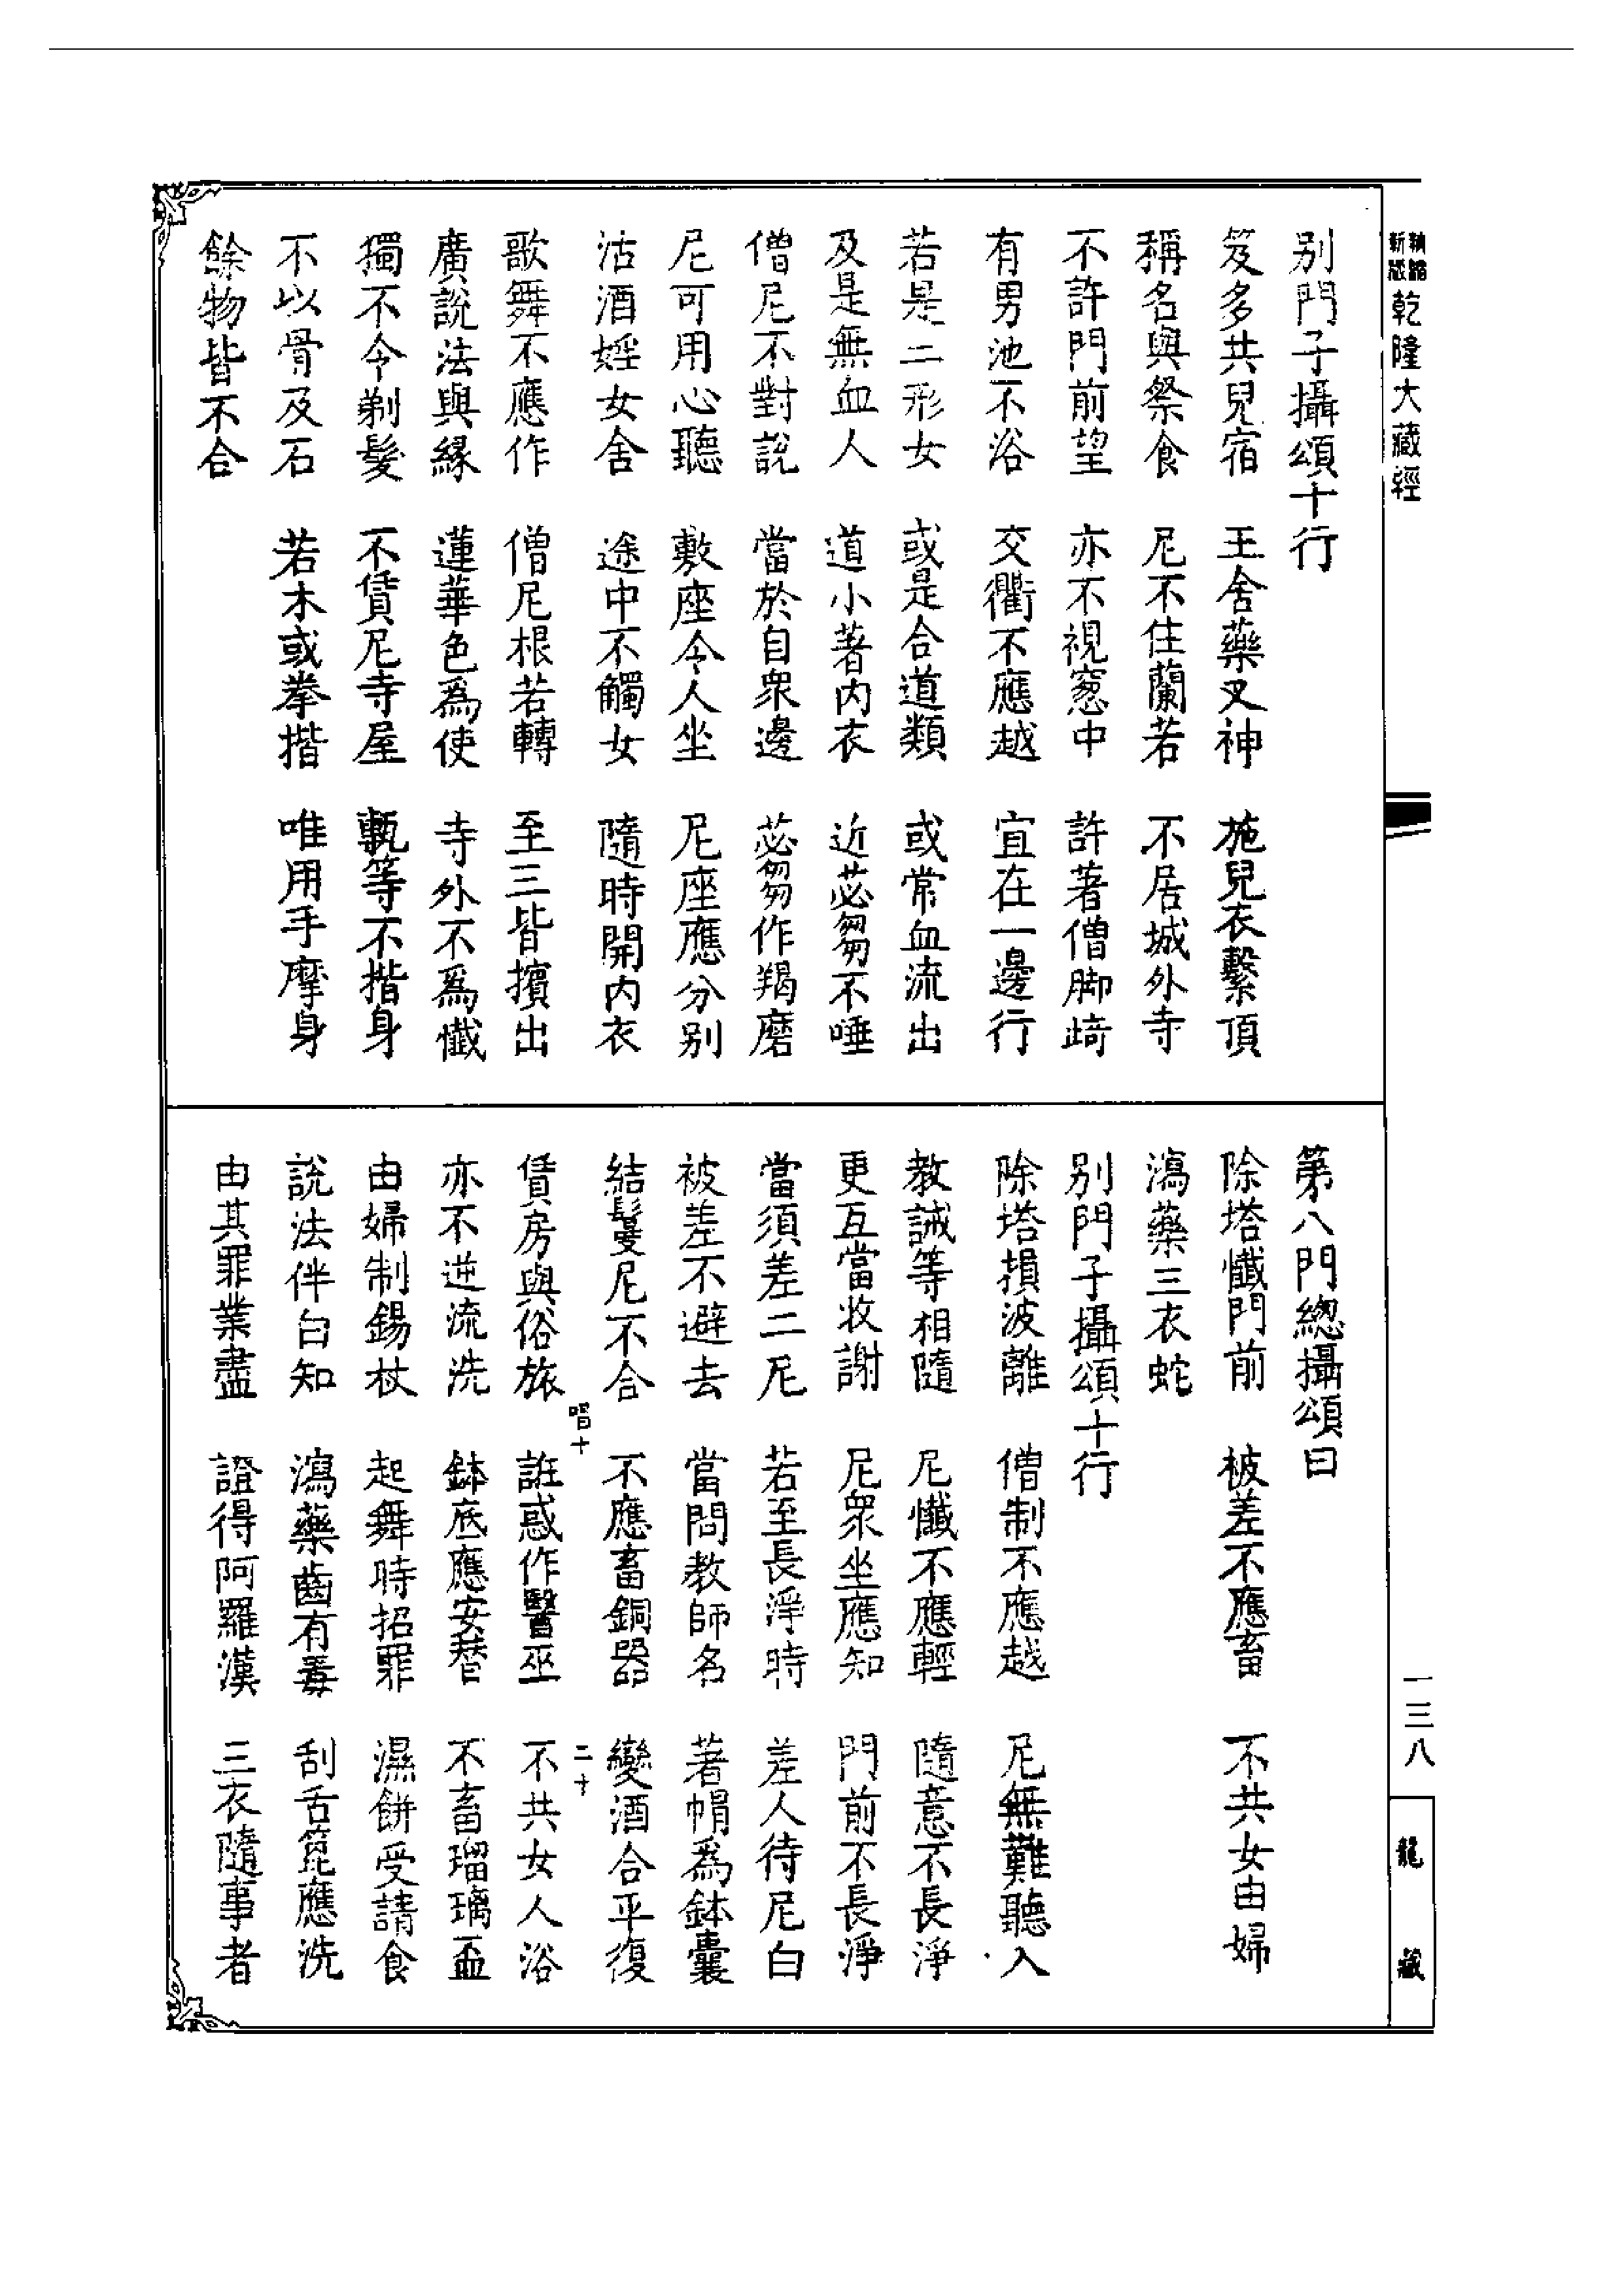 新編縮版乾隆大藏經
別門子攝頌十行
笈多共兒宿　王舍藥叉神　施兒衣繫頂
稱名與祭食　尼不住蘭若　不居城外寺
不許門前望　亦不視窓中　許著僧脚崎
有男池不浴　交衢不應越　宜在一邊行
若是二形女　或是合道類　或常血流出
及是無血人　道小著內衣　近苾芻不唾
僧尼不對說　當於自衆邊　苾芻作羯磨
尼可用心聽　敷座令人坐　尼座應分別
沽酒婬女舍　途中不觸女　隨時開內衣
歌舞不應作　僧尼根若轉　至三皆擯出
廣說法與緣　蓮華色爲使　寺外不爲懺
獨不令剃髮　不賃尼寺屋　甎等不揩身
不以骨及石　若木或拳揩　唯用手摩身
餘物皆不合
第八門總攝頌曰
除塔懺門前　被差不應畜　不共女由婦
瀉藥三衣蛇
別門子攝頌十行
除塔損波離　僧制不應越　尼無難聽入
教誡等相隨　尼懺不應輕　隨意不長淨
更互當收謝　尼衆坐應知　門前不長淨
當須差二尼　若至長淨時　差人待尼白
被差不避去　當問教師名　著帽爲鉢囊
結鬘尼不合　不應畜銅器　變酒合平復
唱十　二十
賃房與俗旅　誑惑作醫巫　不共女人浴
亦不逆流洗　鉢底應安替　不畜瑠璃盃
由婦制錫杖　起舞時招罪　濕餅受請食
說法伴白知　瀉藥齒有毒　刮舌箆應洗
由其罪業盡　證得阿羅漢　三衣隨事者
一三八
龍藏